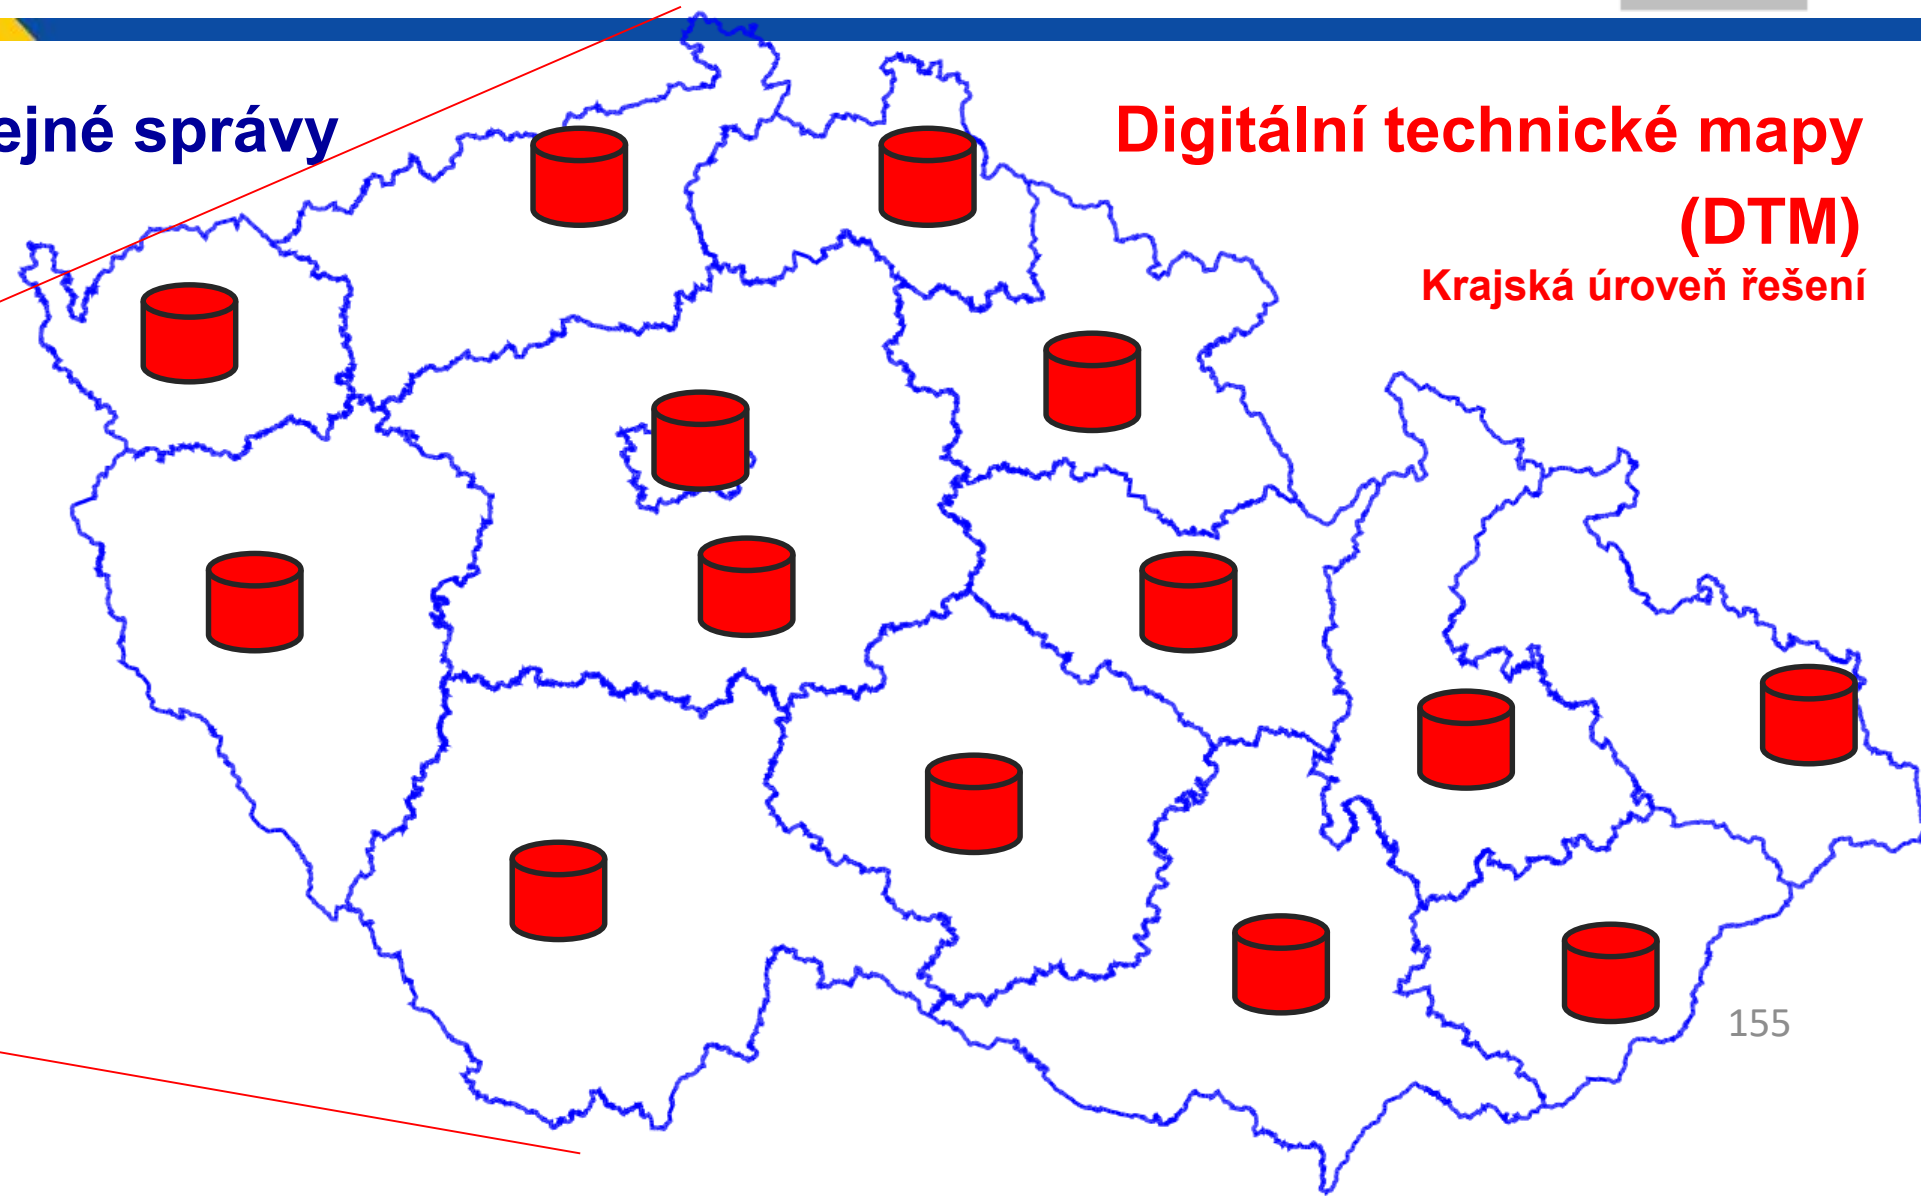 ejné správy
Digitální technické mapy
(DTM)
Krajská úroveň řešení
155